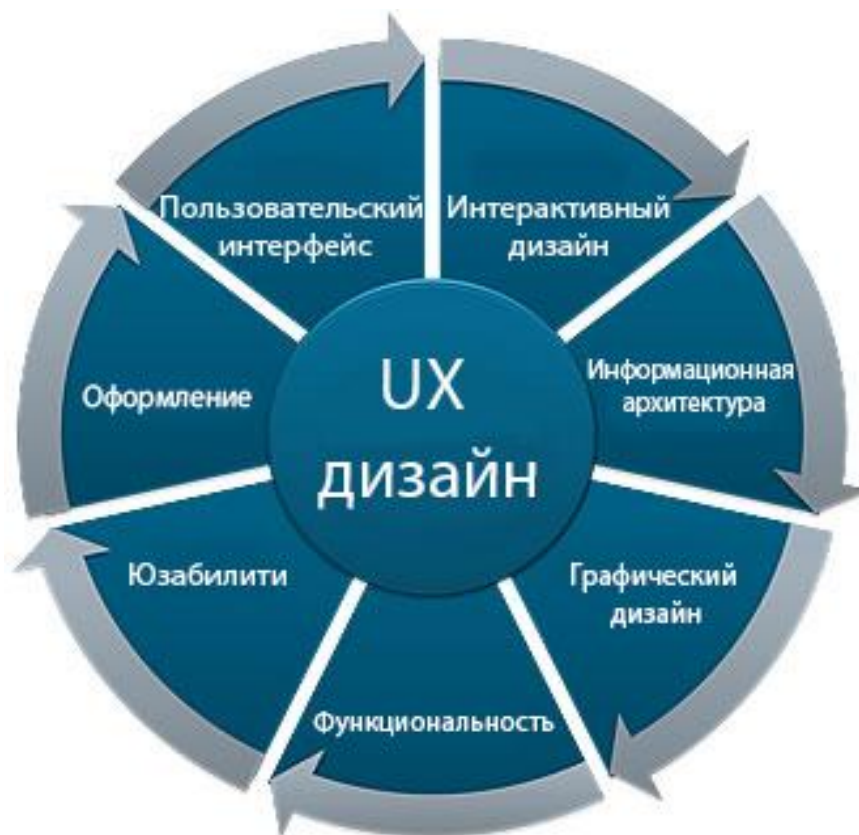 UX
дизайн
Интерактивный
дизайн
Информационная
архитектура
Графический
дизайн
Функциональность
Юзабилити
Оформление
Пользовательский
интерфейс